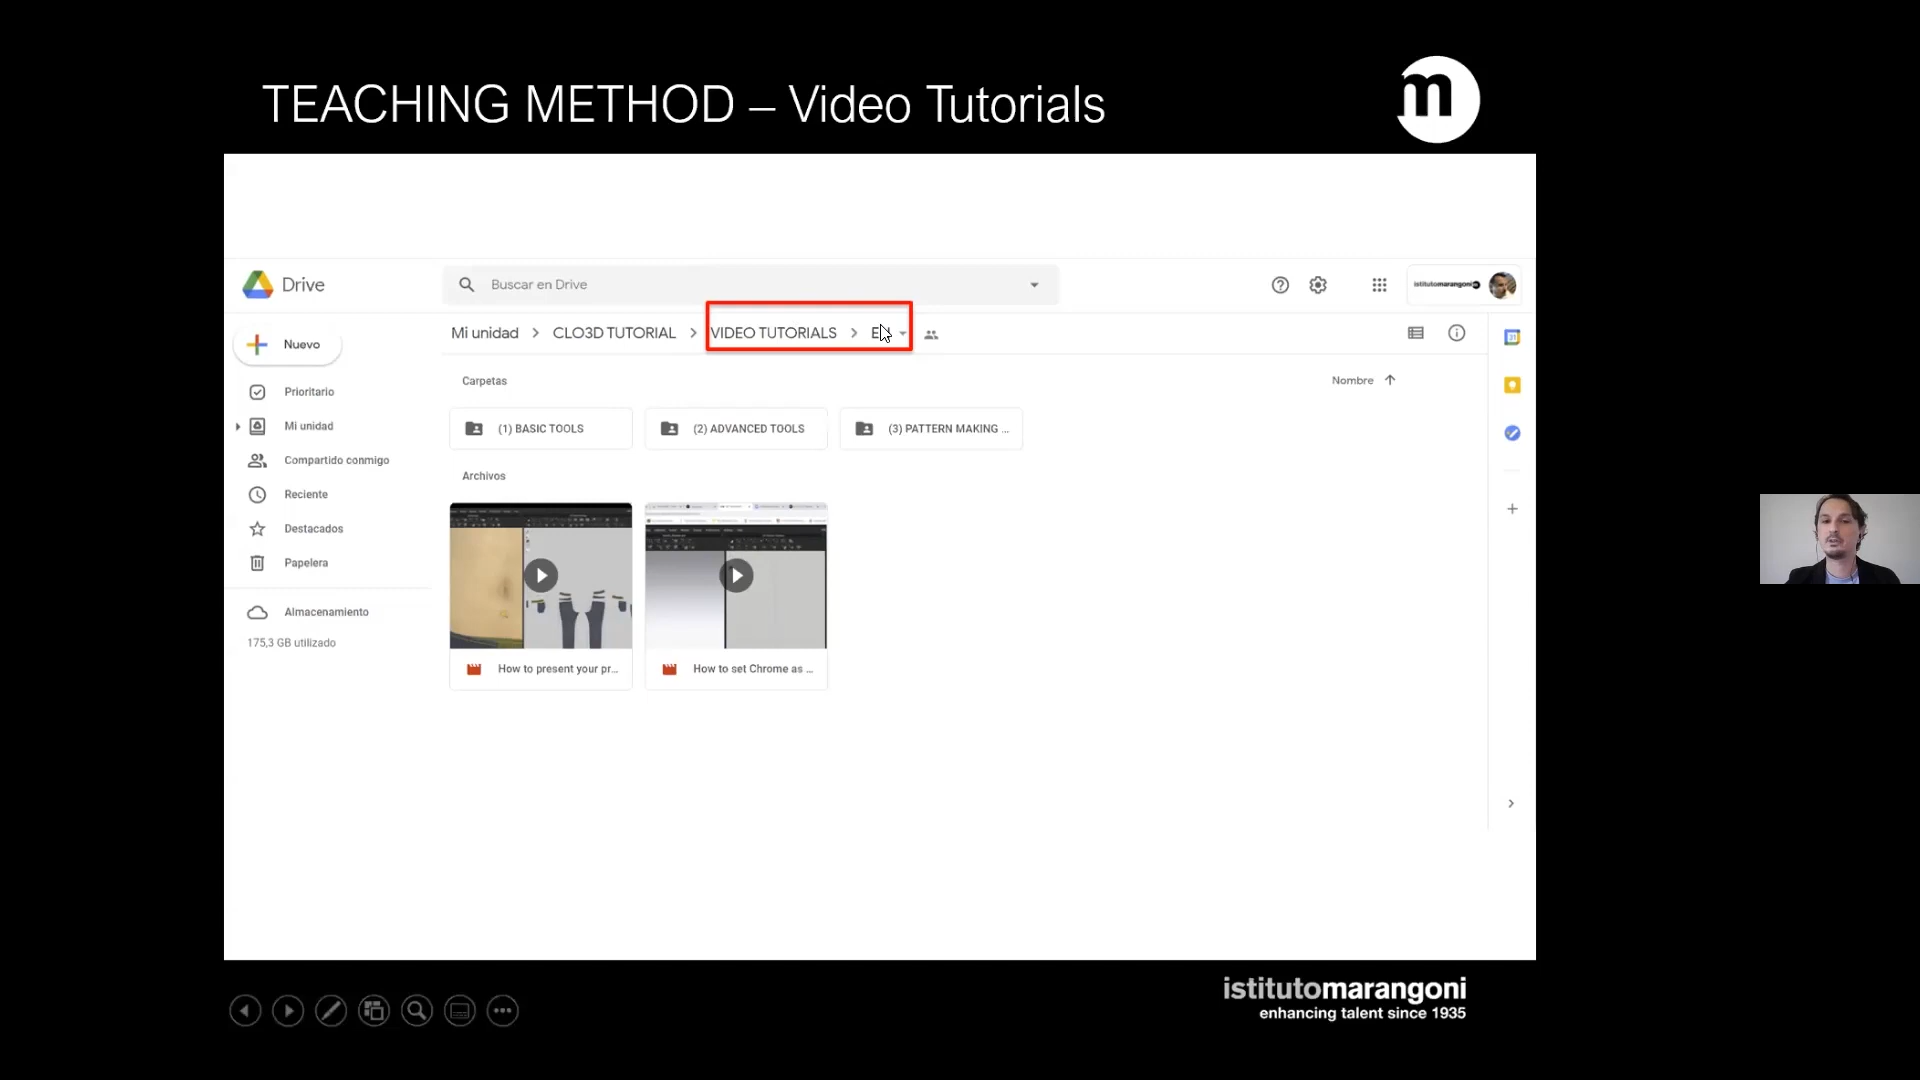 TEACHING METHOD – Video Tutorials
m
Drive
Buscar en Drive
istitutomarangoni
Nuevo
Mi unidad > CLO3D TUTORIAL > VIDEO TUTORIALS >
Carpetas
Nombre
Prioritario
Mi unidad
Compartido conmigo
Reciente
Destacados
Papelera
Almacenamiento
175,3 GB utilizado
(1) BASIC TOOLS
(2) ADVANCED TOOLS
(3) PATTERN MAKING ...
Archivos
How to present your pr...
How to set Chrome as ...
31
istitutomarangoni
enhancing talent since 1935